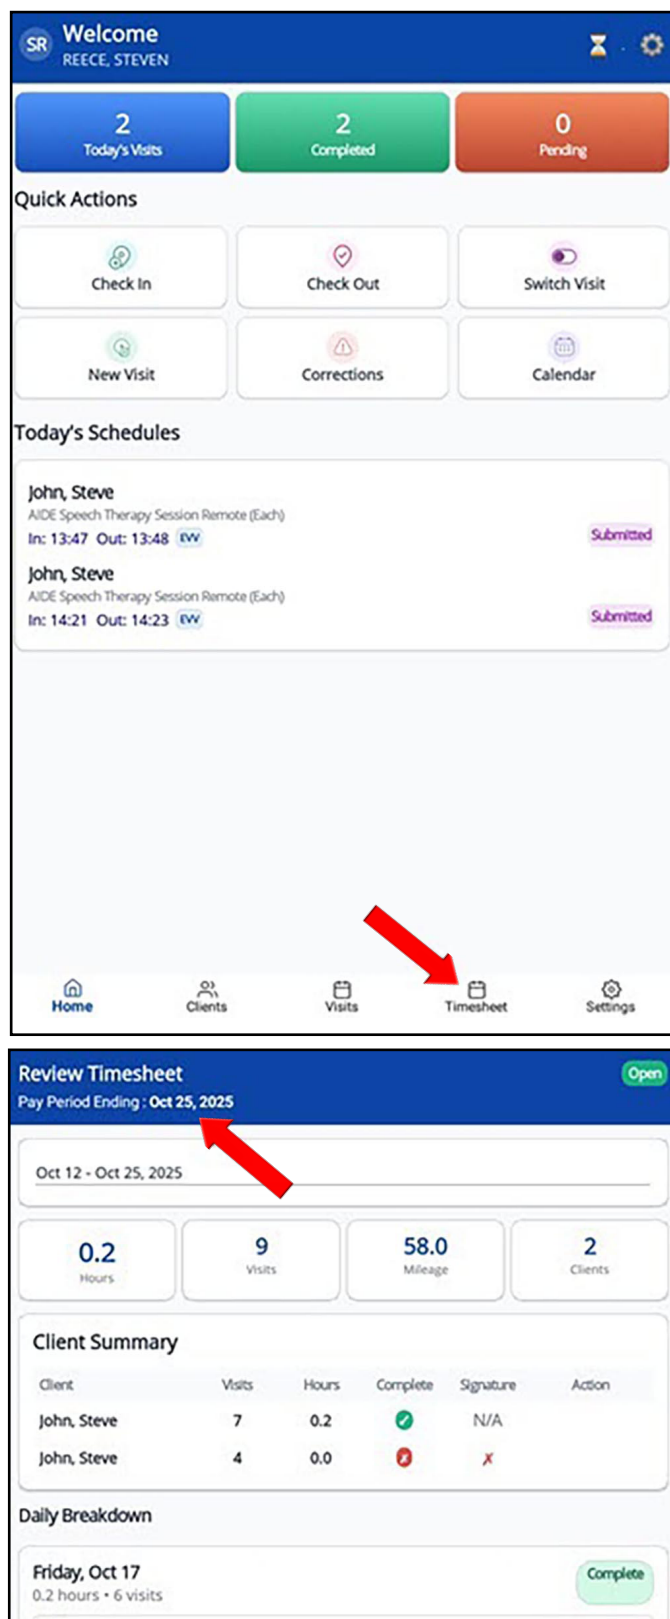 SR Welcome
REECE, STEVEN
2 2 0
Today's Visits Completed Pending
Quick Actions
Check In Check Out Switch Visit
New Visit Corrections Calendar
Today's Schedules
John, Steve
AIDE Speech Therapy Session Remote (Each)
In: 13:47 Out: 13:48 EVV Submitted
John, Steve
AIDE Speech Therapy Session Remote (Each)
In: 14:21 Out: 14:23 EVV Submitted
Home Clients Visits Timesheet Settings
Review Timesheet Open
Pay Period Ending : Oct 25, 2025
Oct 12 - Oct 25, 2025
0.2 9 58.0 2
Hours Visits Mileage Clients
Client Summary
Client Visits Hours Complete Signature Action
John, Steve 7 0.2 N/A
John, Steve 4 0.0
Daily Breakdown
Friday, Oct 17 Complete
0.2 hours • 6 visits